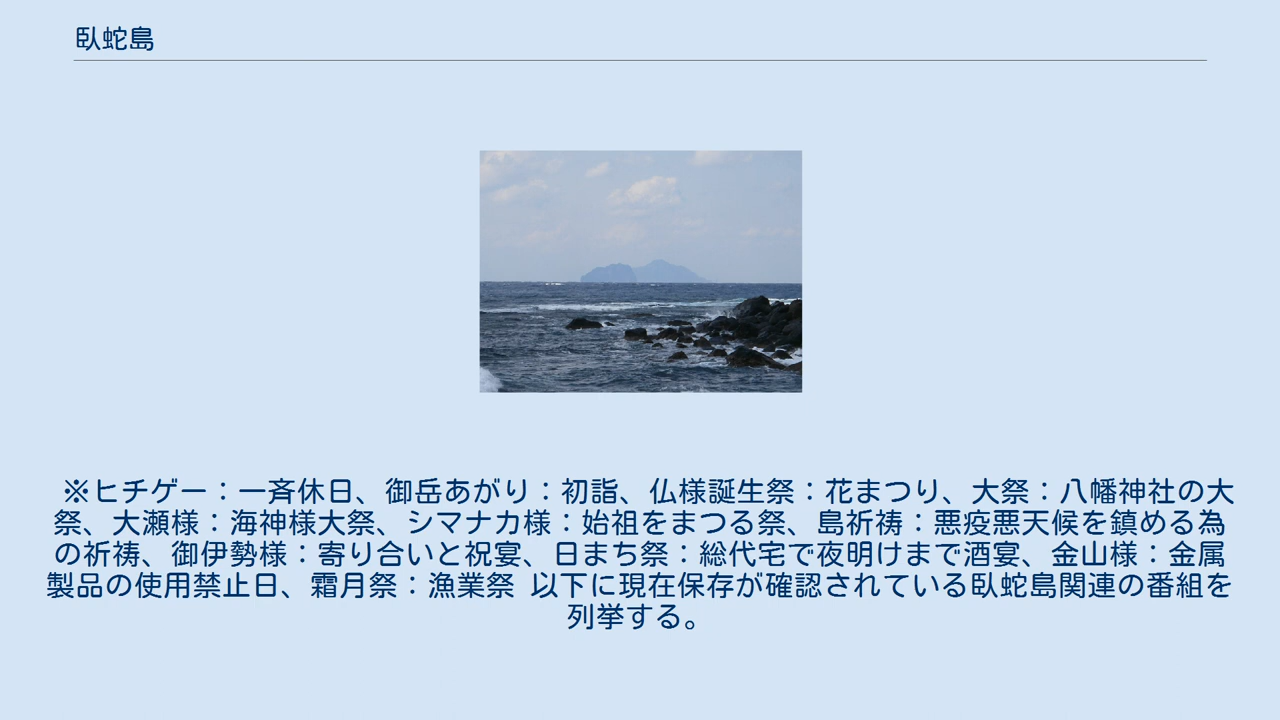 臥蛇島
※ヒチゲー：一斉休日、御岳あがり：初詣、仏様誕生祭：花まつり、大祭：八幡神社の大
祭、大瀬様：海神様大祭、シマナカ様：始祖をまつる祭、島祈祷：悪疫悪天候を鎮める為
の祈祷、御伊勢様：寄り合いと祝宴、日まち祭：総代宅で夜明けまで酒宴、金山様：金属
製品の使用禁止日、霜月祭：漁業祭 以下に現在保存が確認されている臥蛇島関連の番組を
列挙する。